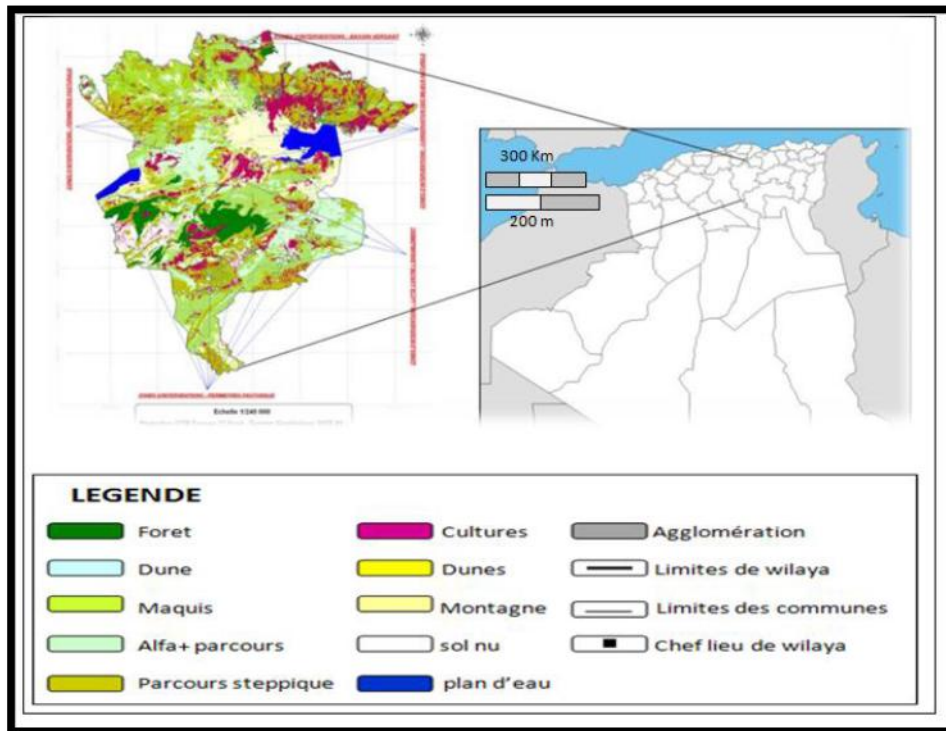 300 Km
200 m
Echelle 1/240 000
LEGENDE
Foret
Cultures
Agglomération
Dune
Dunes
Limites de wilaya
Maquis
Montagne
Limites des communes
Alfa+ parcours
sol nu
Chef lieu de wilaya
Parcours steppique
plan d'eau